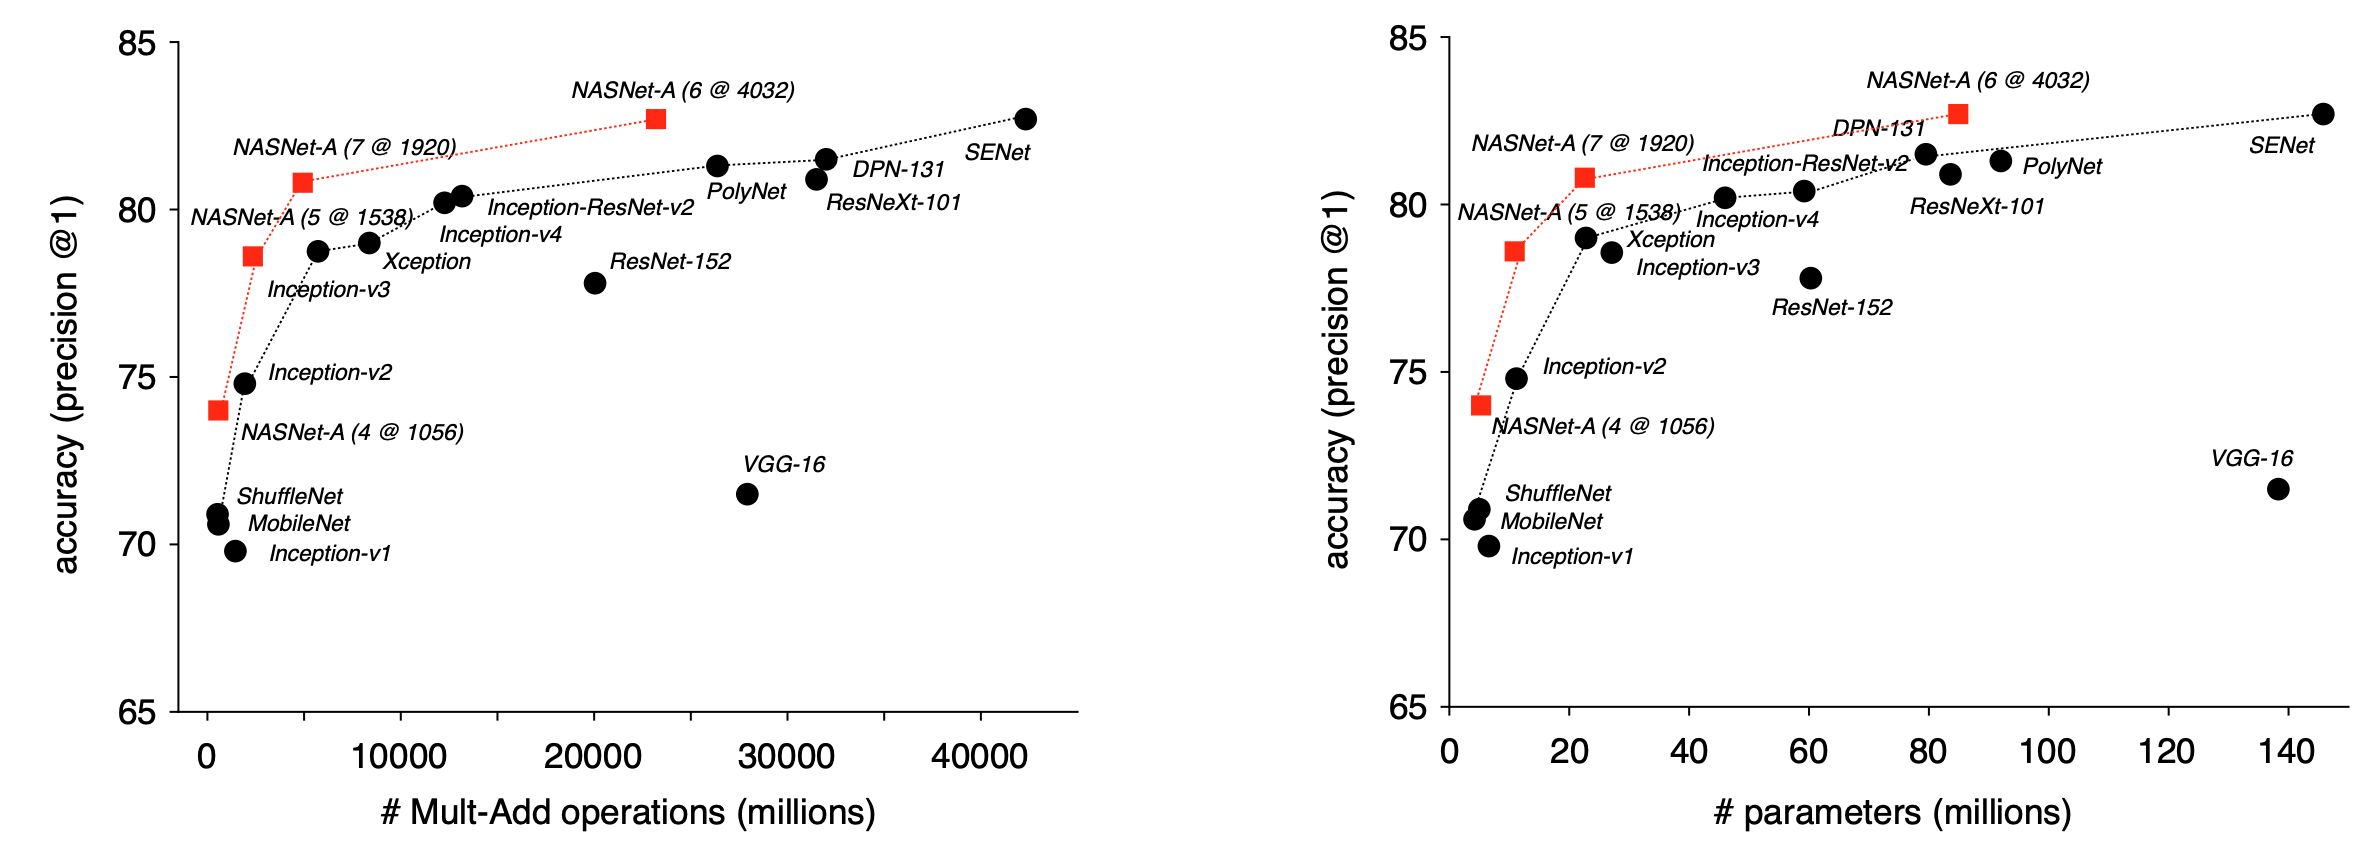 85
NASNet-A (6 @ 4032)
NASNet-A (7 @ 1920)
SENet
DPN-131
PolyNet
ResNeXt-101
80
NASNet-A (5 @ 1538)
Inception-ResNet-v2
Inception-v4
Xception
ResNet-152
Inception-v3
75
Inception-v2
NASNet-A (4 @ 1056)
VGG-16
ShuffleNet
MobileNet
70
Inception-v1
65
accuracy (precision @1)
0 10000 20000 30000 40000
# Mult-Add operations (millions)
85
NASNet-A (6 @ 4032)
DPN-131
NASNet-A (7 @ 1920)
SENet
Inception-ResNet-v2
PolyNet
80
NASNet-A (5 @ 1538)
ResNeXt-101
Inception-v4
Xception
Inception-v3
ResNet-152
75
Inception-v2
NASNet-A (4 @ 1056)
VGG-16
ShuffleNet
MobileNet
70
Inception-v1
65
accuracy (precision @1)
0 20 40 60 80 100 120 140
# parameters (millions)